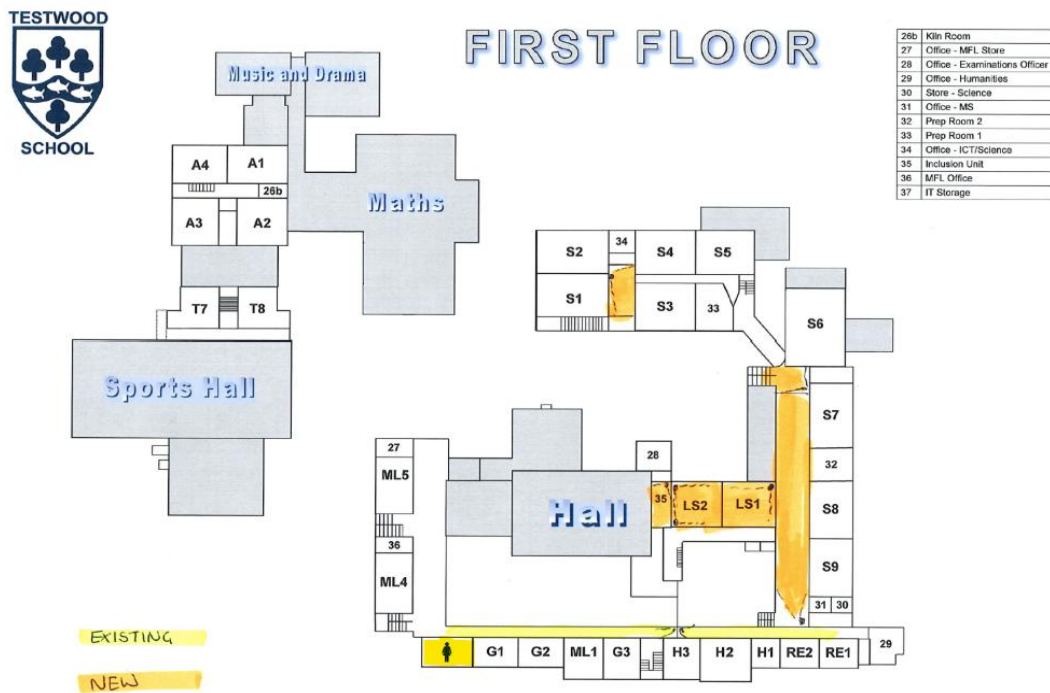 TESTWOOD
SCHOOL
FIRST FLOOR
26b Kiln Room
27 Office - MFL Store
28 Office - Examinations Officer
29 Office - Humanities
30 Store - Science
31 Office - MS
32 Prep Room 2
33 Prep Room 1
34 Office - ICT/Science
35 Inclusion Unit
36 MFL Office
37 IT Storage
Music and Drama
A4 A1
26b
Maths
A3 A2
S2 34 S4 S5
S1 S3 33
T7 T8
S6
Sports Hall
S7
27
28
32
ML5
35 LS2 LS1
Hall
S8
36
ML4
S9
31 30
EXISTING
G1 G2 ML1 G3 H3 H2 H1 RE2 RE1 29
NEW